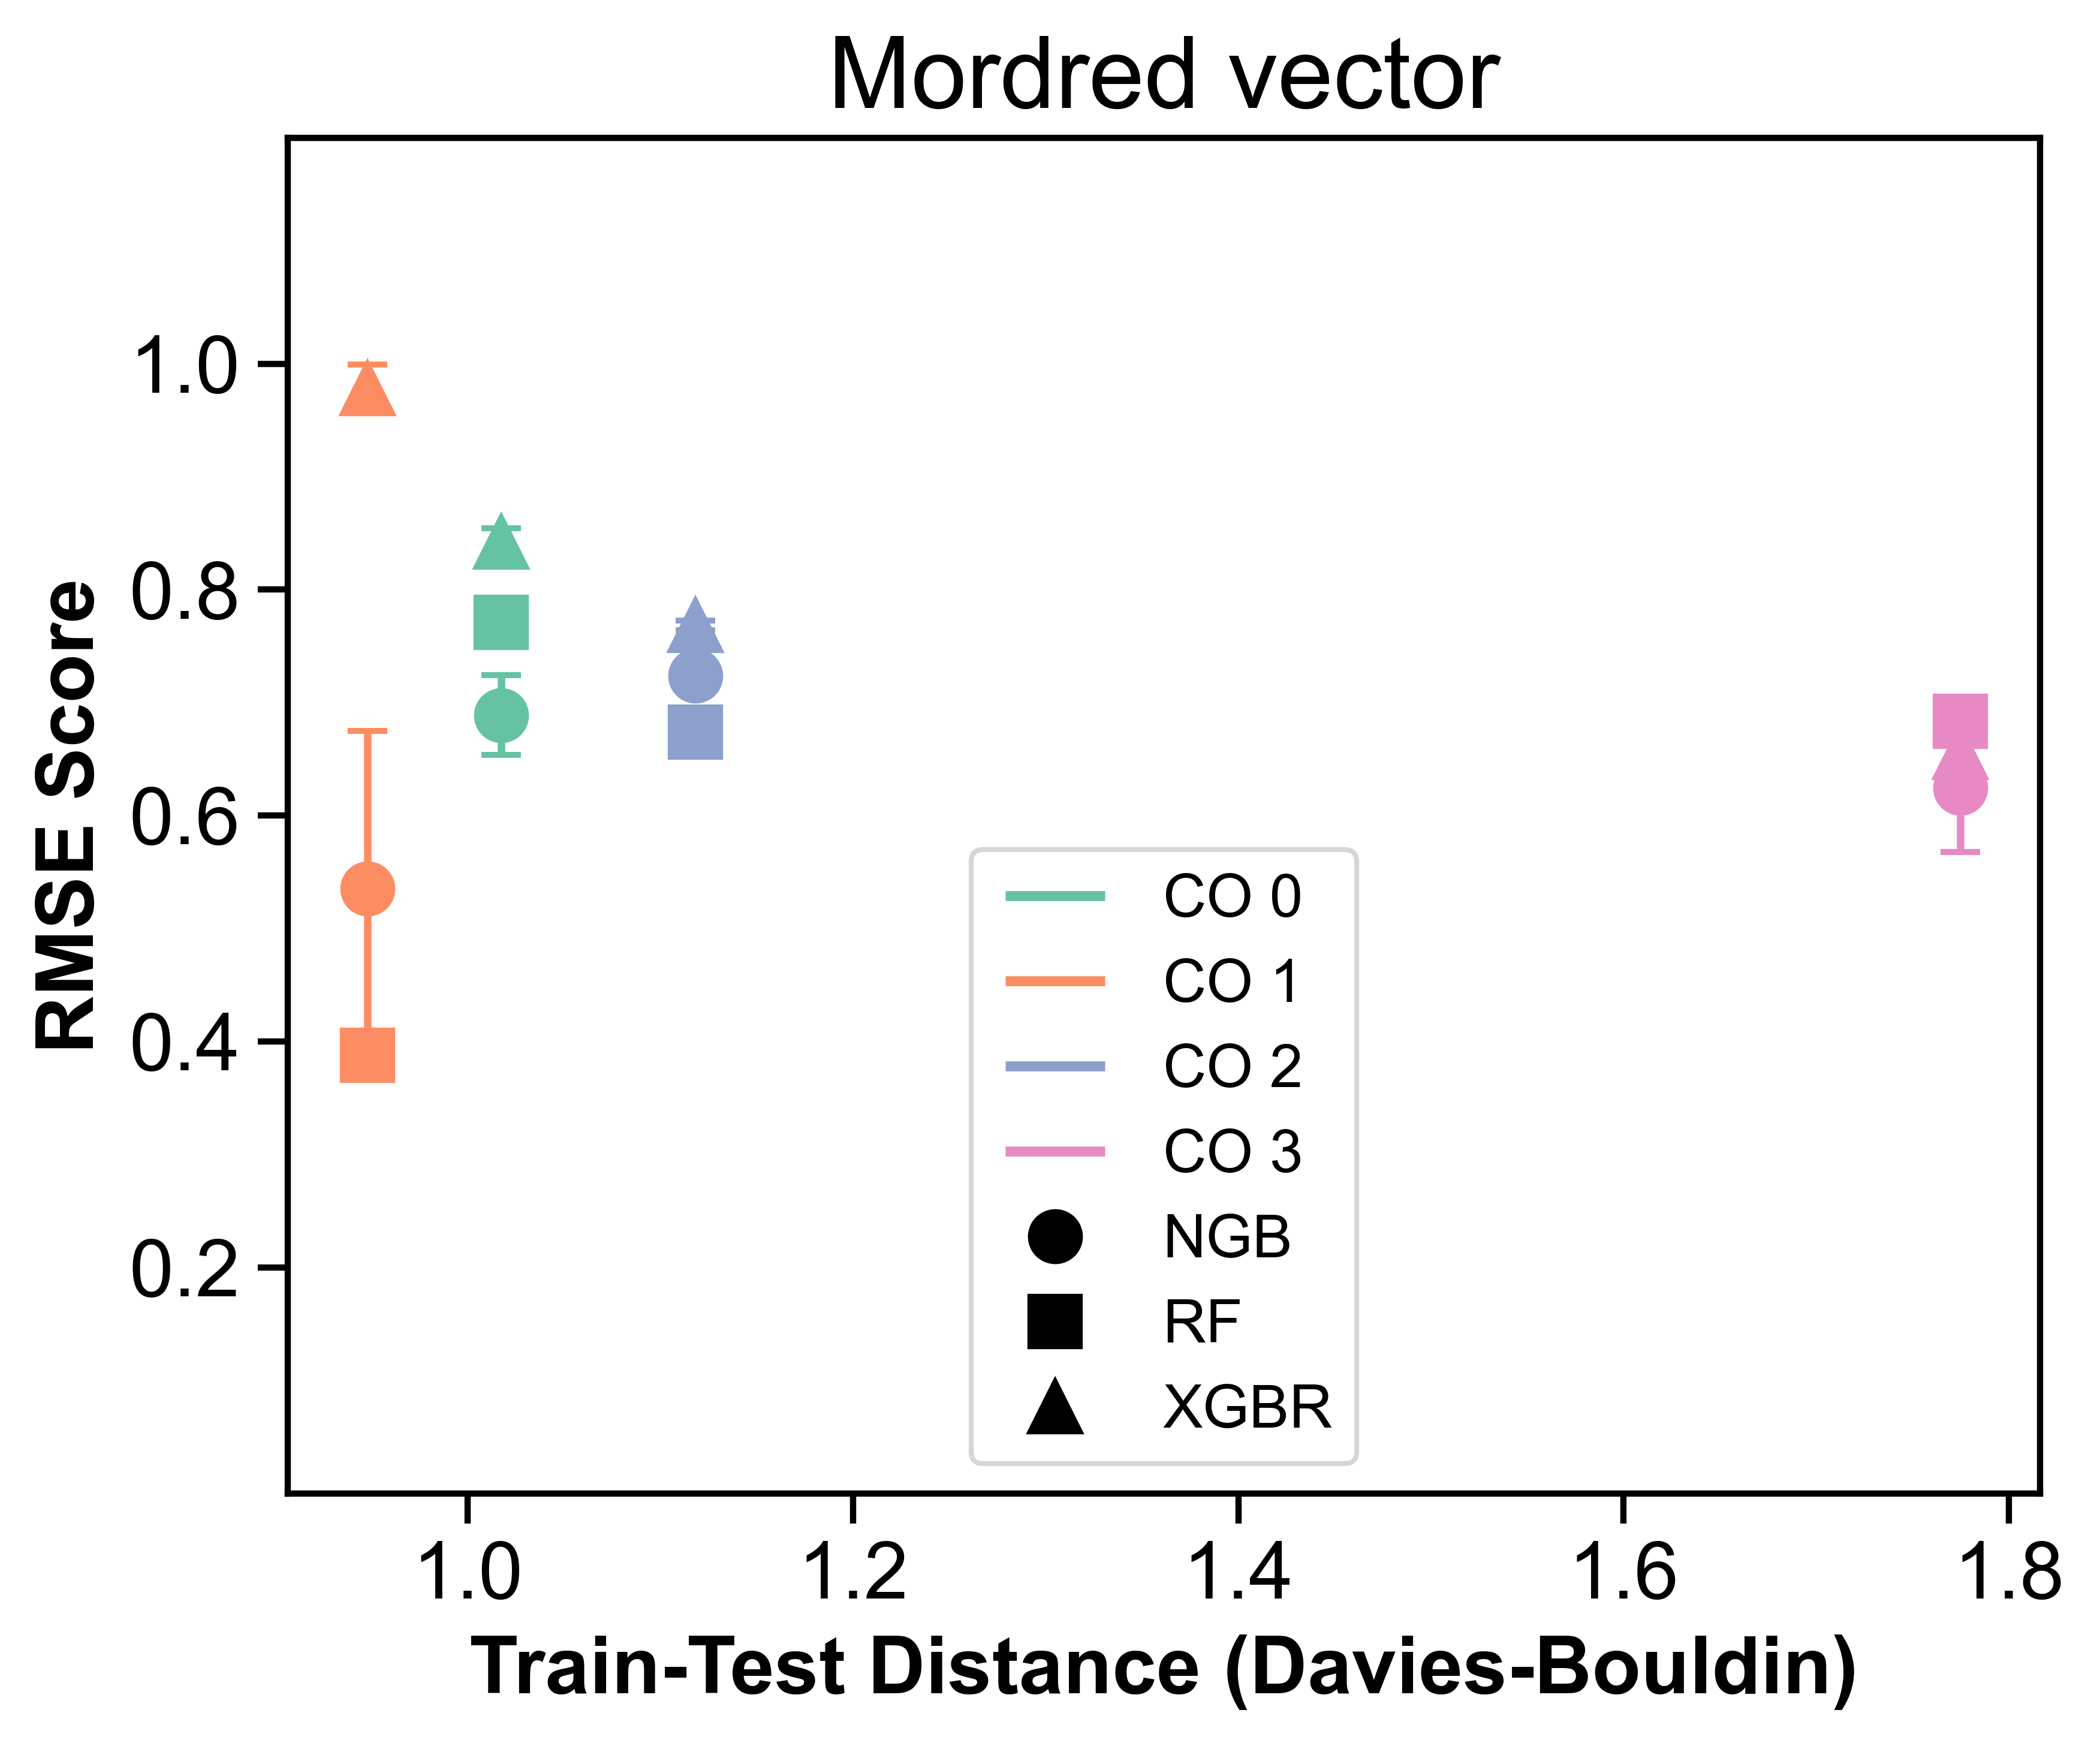 Mordred vector
RMSE Score
1.0
0.8
0.6
0.4
0.2
CO 0
CO 1
CO 2
CO 3
NGB
RF
XGBR
1.0 1.2 1.4 1.6 1.8
Train-Test Distance (Davies-Bouldin)